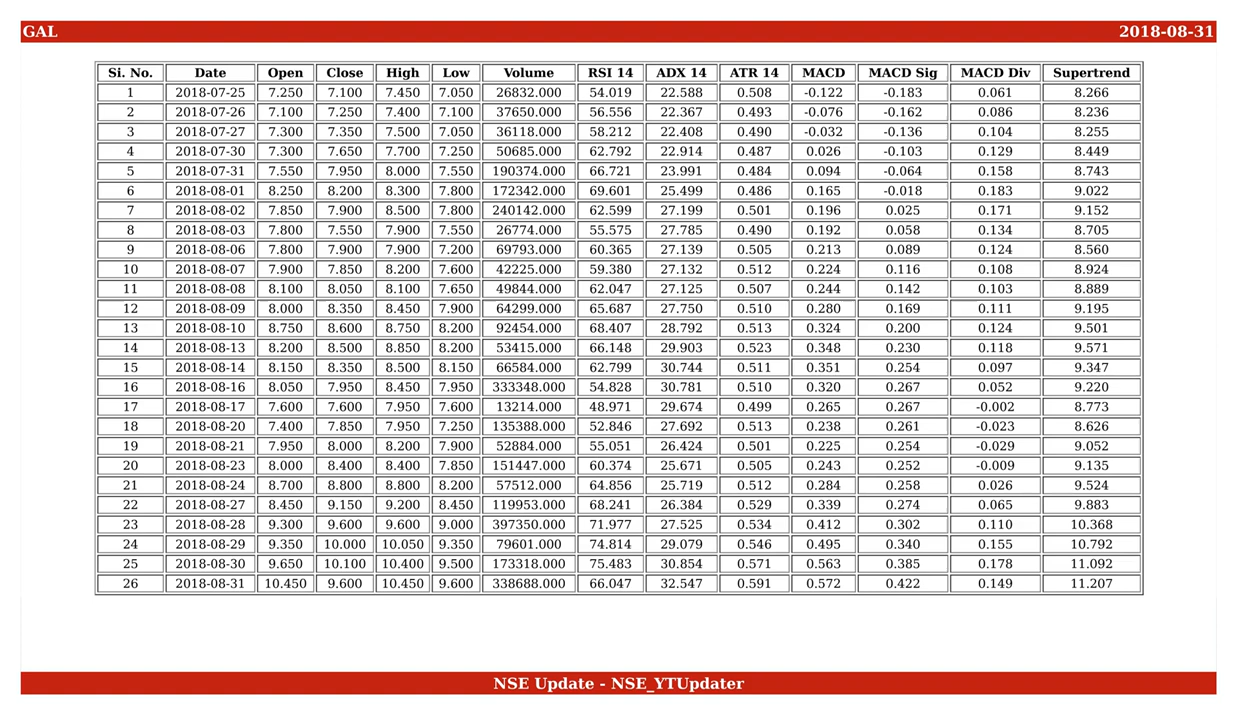 GAL 2018-08-31
Si. No. Date Open Close High Low Volume RSI 14 ADX 14 ATR 14 MACD MACD Sig MACD Div Supertrend
1 2018-07-25 7.250 7.100 7.450 7.050 26832.000 54.019 22.588 0.508 -0.122 -0.183 0.061 8.266
2 2018-07-26 7.100 7.250 7.400 7.100 37650.000 56.556 22.367 0.493 -0.076 -0.162 0.086 8.236
3 2018-07-27 7.300 7.350 7.500 7.050 36118.000 58.212 22.408 0.490 -0.032 -0.136 0.104 8.255
4 2018-07-30 7.300 7.650 7.700 7.250 50685.000 62.792 22.914 0.487 0.026 -0.103 0.129 8.449
5 2018-07-31 7.550 7.950 8.000 7.550 190374.000 66.721 23.991 0.484 0.094 -0.064 0.158 8.743
6 2018-08-01 8.250 8.200 8.300 7.800 172342.000 69.601 25.499 0.486 0.165 -0.018 0.183 9.022
7 2018-08-02 7.850 7.900 8.500 7.800 240142.000 62.599 27.199 0.501 0.196 0.025 0.171 9.152
8 2018-08-03 7.800 7.550 7.900 7.550 26774.000 55.575 27.785 0.490 0.192 0.058 0.134 8.705
9 2018-08-06 7.800 7.900 7.900 7.200 69793.000 60.365 27.139 0.505 0.213 0.089 0.124 8.560
10 2018-08-07 7.900 7.850 8.200 7.600 42225.000 59.380 27.132 0.512 0.224 0.116 0.108 8.924
11 2018-08-08 8.100 8.050 8.100 7.650 49844.000 62.047 27.125 0.507 0.244 0.142 0.103 8.889
12 2018-08-09 8.000 8.350 8.450 7.900 64299.000 65.687 27.750 0.510 0.280 0.169 0.111 9.195
13 2018-08-10 8.750 8.600 8.750 8.200 92454.000 68.407 28.792 0.513 0.324 0.200 0.124 9.501
14 2018-08-13 8.200 8.500 8.850 8.200 53415.000 66.148 29.903 0.523 0.348 0.230 0.118 9.571
15 2018-08-14 8.150 8.350 8.500 8.150 66584.000 62.799 30.744 0.511 0.351 0.254 0.097 9.347
16 2018-08-16 8.050 7.950 8.450 7.950 333348.000 54.828 30.781 0.510 0.320 0.267 0.052 9.220
17 2018-08-17 7.600 7.600 7.950 7.600 13214.000 48.971 29.674 0.499 0.265 0.267 -0.002 8.773
18 2018-08-20 7.400 7.850 7.950 7.250 135388.000 52.846 27.692 0.513 0.238 0.261 -0.023 8.626
19 2018-08-21 7.950 8.000 8.200 7.900 52884.000 55.051 26.424 0.501 0.225 0.254 -0.029 9.052
20 2018-08-23 8.000 8.400 8.400 7.850 151447.000 60.374 25.671 0.505 0.243 0.252 -0.009 9.135
21 2018-08-24 8.700 8.800 8.800 8.200 57512.000 64.856 25.719 0.512 0.284 0.258 0.026 9.524
22 2018-08-27 8.450 9.150 9.200 8.450 119953.000 68.241 26.384 0.529 0.339 0.274 0.065 9.883
23 2018-08-28 9.300 9.600 9.600 9.000 397350.000 71.977 27.525 0.534 0.412 0.302 0.110 10.368
24 2018-08-29 9.350 10.000 10.050 9.350 79601.000 74.814 29.079 0.546 0.495 0.340 0.155 10.792
25 2018-08-30 9.650 10.100 10.400 9.500 173318.000 75.483 30.854 0.571 0.563 0.385 0.178 11.092
26 2018-08-31 10.450 9.600 10.450 9.600 338688.000 66.047 32.547 0.591 0.572 0.422 0.149 11.207
NSE Update - NSE_YTUpdater